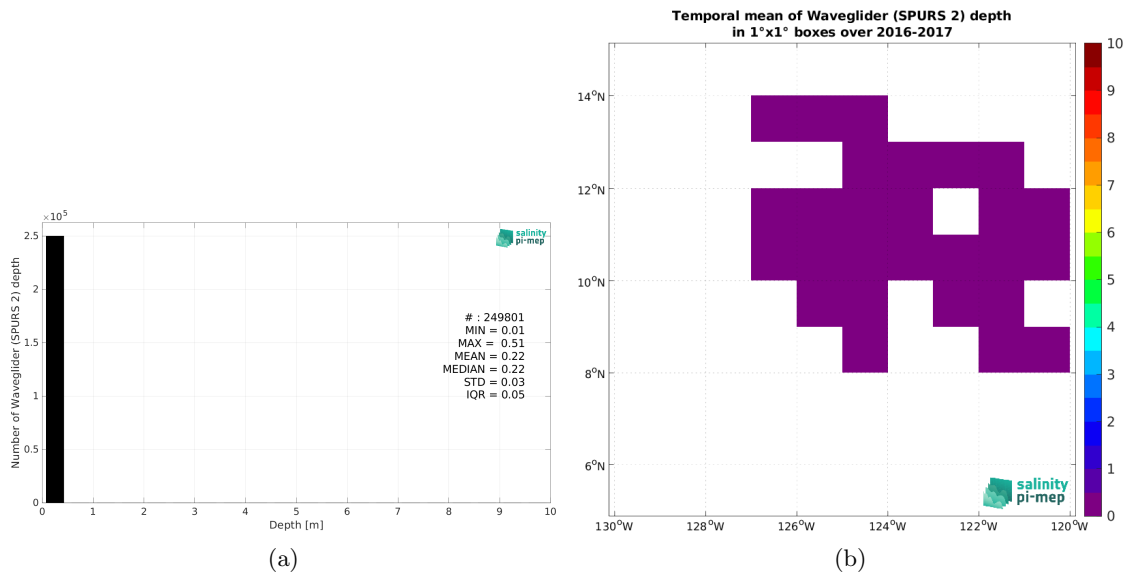 ×10⁵
2.5
2
1.5
1
0.5
0
Number of Waveglider (SPURS 2) depth
salinity
pi-mep
# : 249801
MIN = 0.01
MAX = 0.51
MEAN = 0.22
MEDIAN = 0.22
STD = 0.03
IQR = 0.05
0 1 2 3 4 5 6 7 8 9 10
Depth [m]
(a)
Temporal mean of Waveglider (SPURS 2) depth
in 1°x1° boxes over 2016-2017
14°N
12°N
10°N
8°N
6°N
130°W 128°W 126°W 124°W 122°W 120°W
salinity
pi-mep
10
9
8
7
6
5
4
3
2
1
0
(b)